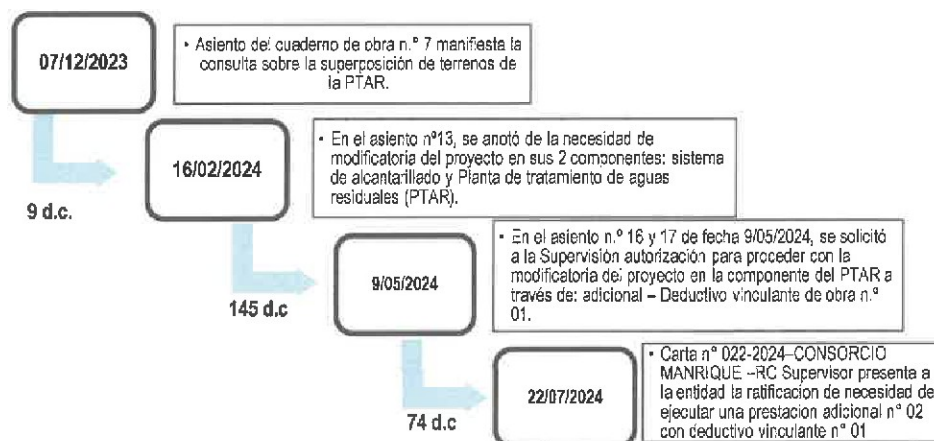 07/12/2023
• Asiento del cuaderno de obra n.° 7 manifiesta la
consulta sobre la superposición de terrenos de
la PTAR.
9 d.c.
16/02/2024
• En el asiento nº13, se anotó de la necesidad de
modificatoria del proyecto en sus 2 componentes: sistema
de alcantarillado y Planta de tratamiento de aguas
residuales (PTAR).
145 d.c
9/05/2024
• En el asiento n.° 16 y 17 de fecha 9/05/2024, se solicitó
a la Supervisión autorización para proceder con la
modificatoria del proyecto en la componente del PTAR a
través de: adicional – Deductivo vinculante de obra n.°
01.
74 d.c
22/07/2024
• Carta n° 022-2024–CONSORCIO
MANRIQUE –RC Supervisor presenta a
la entidad la ratificación de necesidad de
ejecutar una prestacion adicional n° 02
con deductivo vinculante n° 01